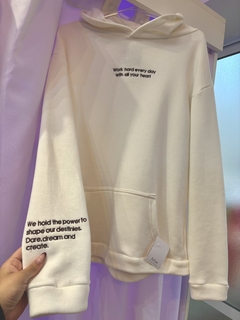 Work hard every day
with all your heart
We hold the power to
shape our destinies.
Dare, dream and
create.